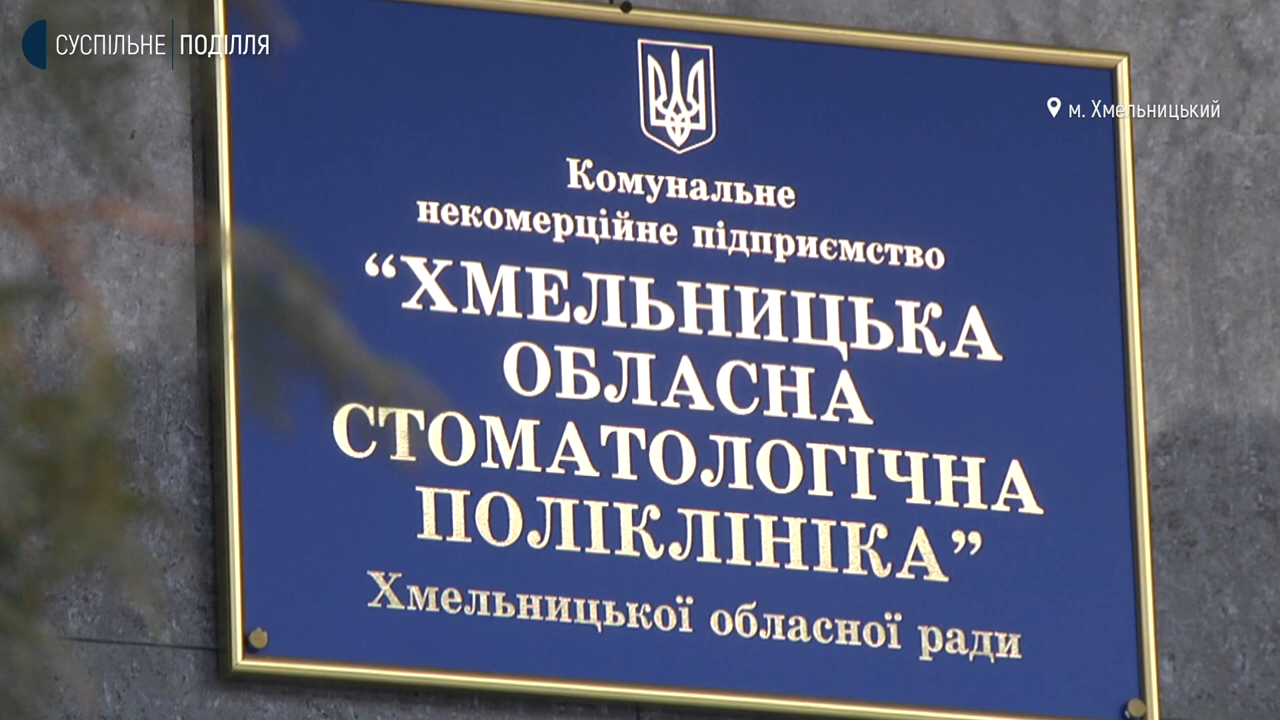 СУСПІЛЬНЕ ПОДІЛЛЯ
м. Хмельницький
Комунальне
некомерційне підприємство
“ХМЕЛЬНИЦЬКА
ОБЛАСНА
СТОМАТОЛОГІЧНА
ПОЛІКЛІНІКА”
Хмельницької обласної ради